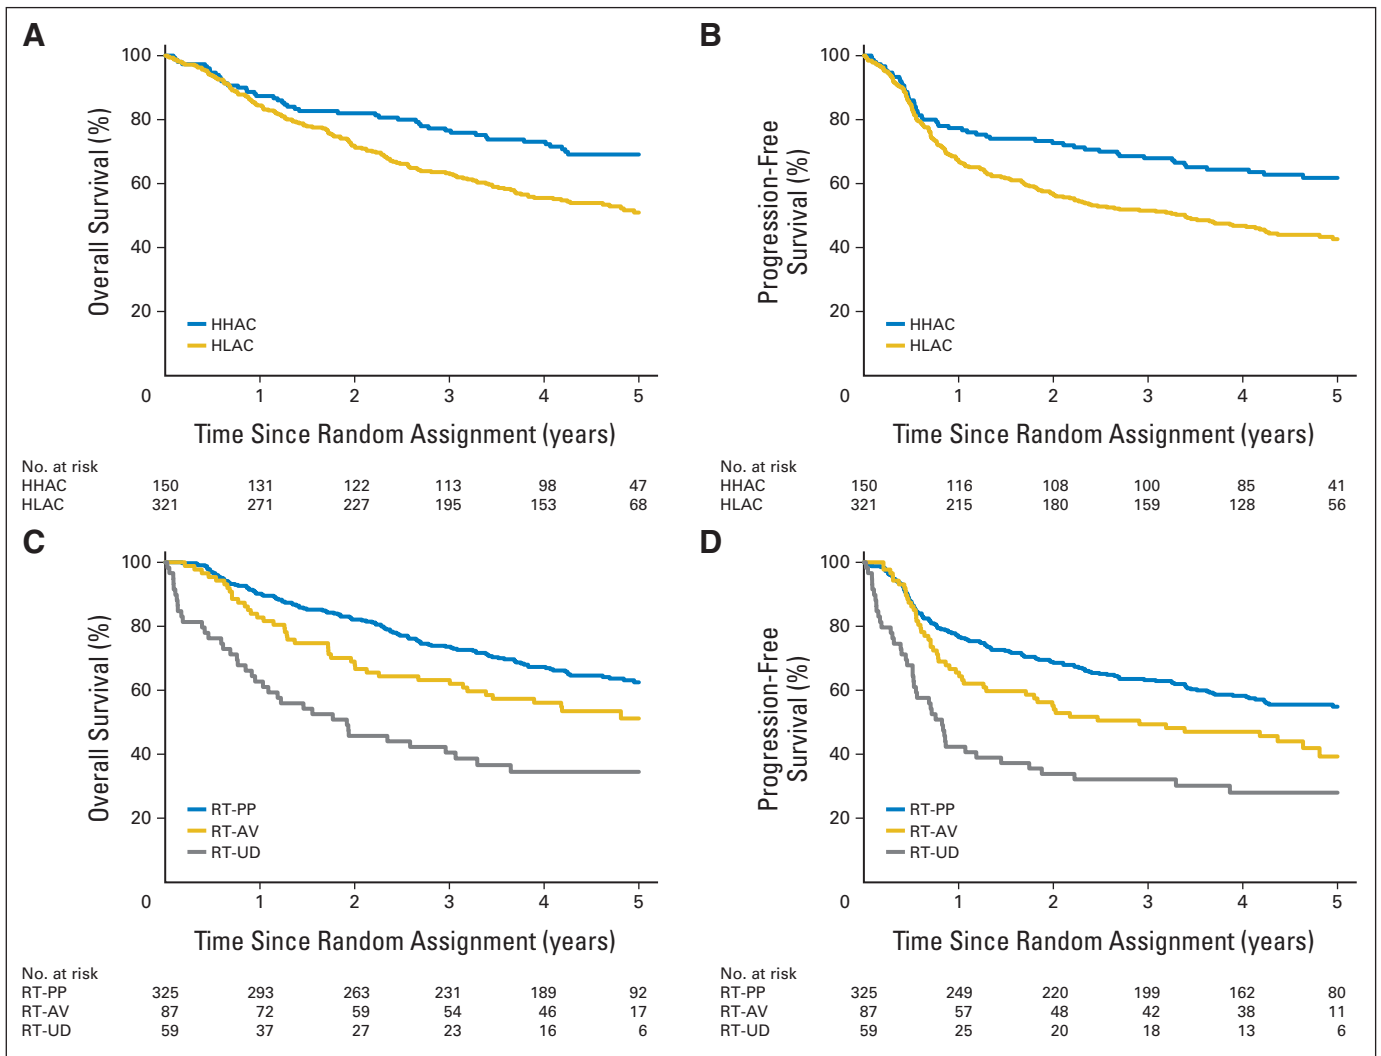 A
Overall Survival (%)
100
80
60
40
20
0
HHAC
HLAC
1 2 3 4 5
Time Since Random Assignment (years)
No. at risk
HHAC 150 131 122 113 98 47
HLAC 321 271 227 195 153 68
B
Progression-Free
Survival (%)
100
80
60
40
20
0
HHAC
HLAC
1 2 3 4 5
Time Since Random Assignment (years)
No. at risk
HHAC 150 116 108 100 85 41
HLAC 321 215 180 159 128 56
C
Overall Survival (%)
100
80
60
40
20
0
RT-PP
RT-AV
RT-UD
1 2 3 4 5
Time Since Random Assignment (years)
No. at risk
RT-PP 325 293 263 231 189 92
RT-AV 87 72 59 54 46 17
RT-UD 59 37 27 23 16 6
D
Progression-Free
Survival (%)
100
80
60
40
20
0
RT-PP
RT-AV
RT-UD
1 2 3 4 5
Time Since Random Assignment (years)
No. at risk
RT-PP 325 249 220 199 162 80
RT-AV 87 57 48 42 38 11
RT-UD 59 25 20 18 13 6